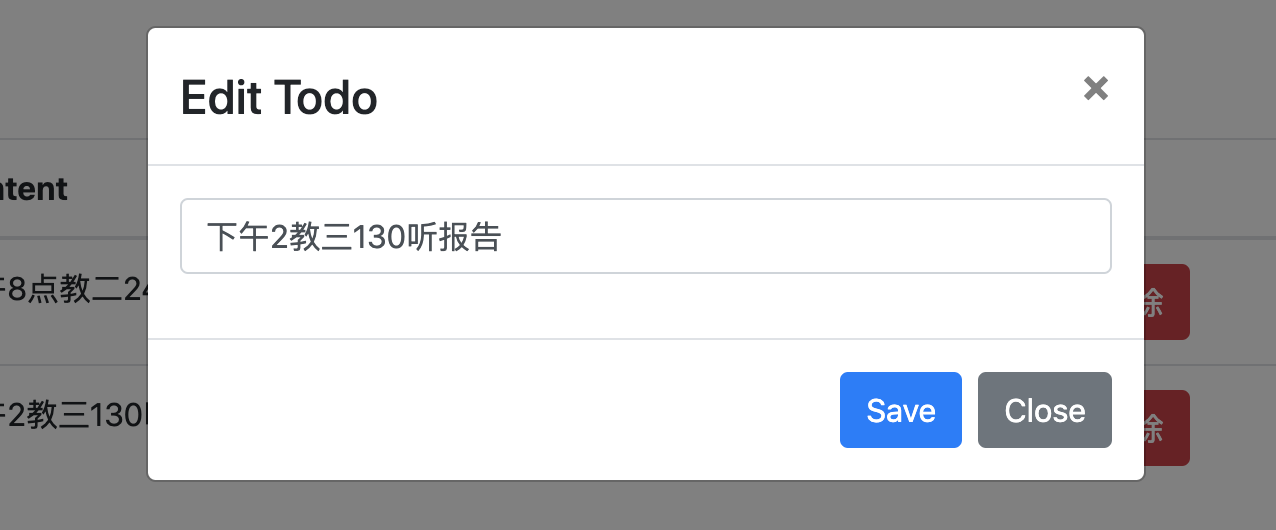 Edit Todo
×
ntent
下午2教三130听报告
午8点教二24
除
Save
Close
午2教三130
除